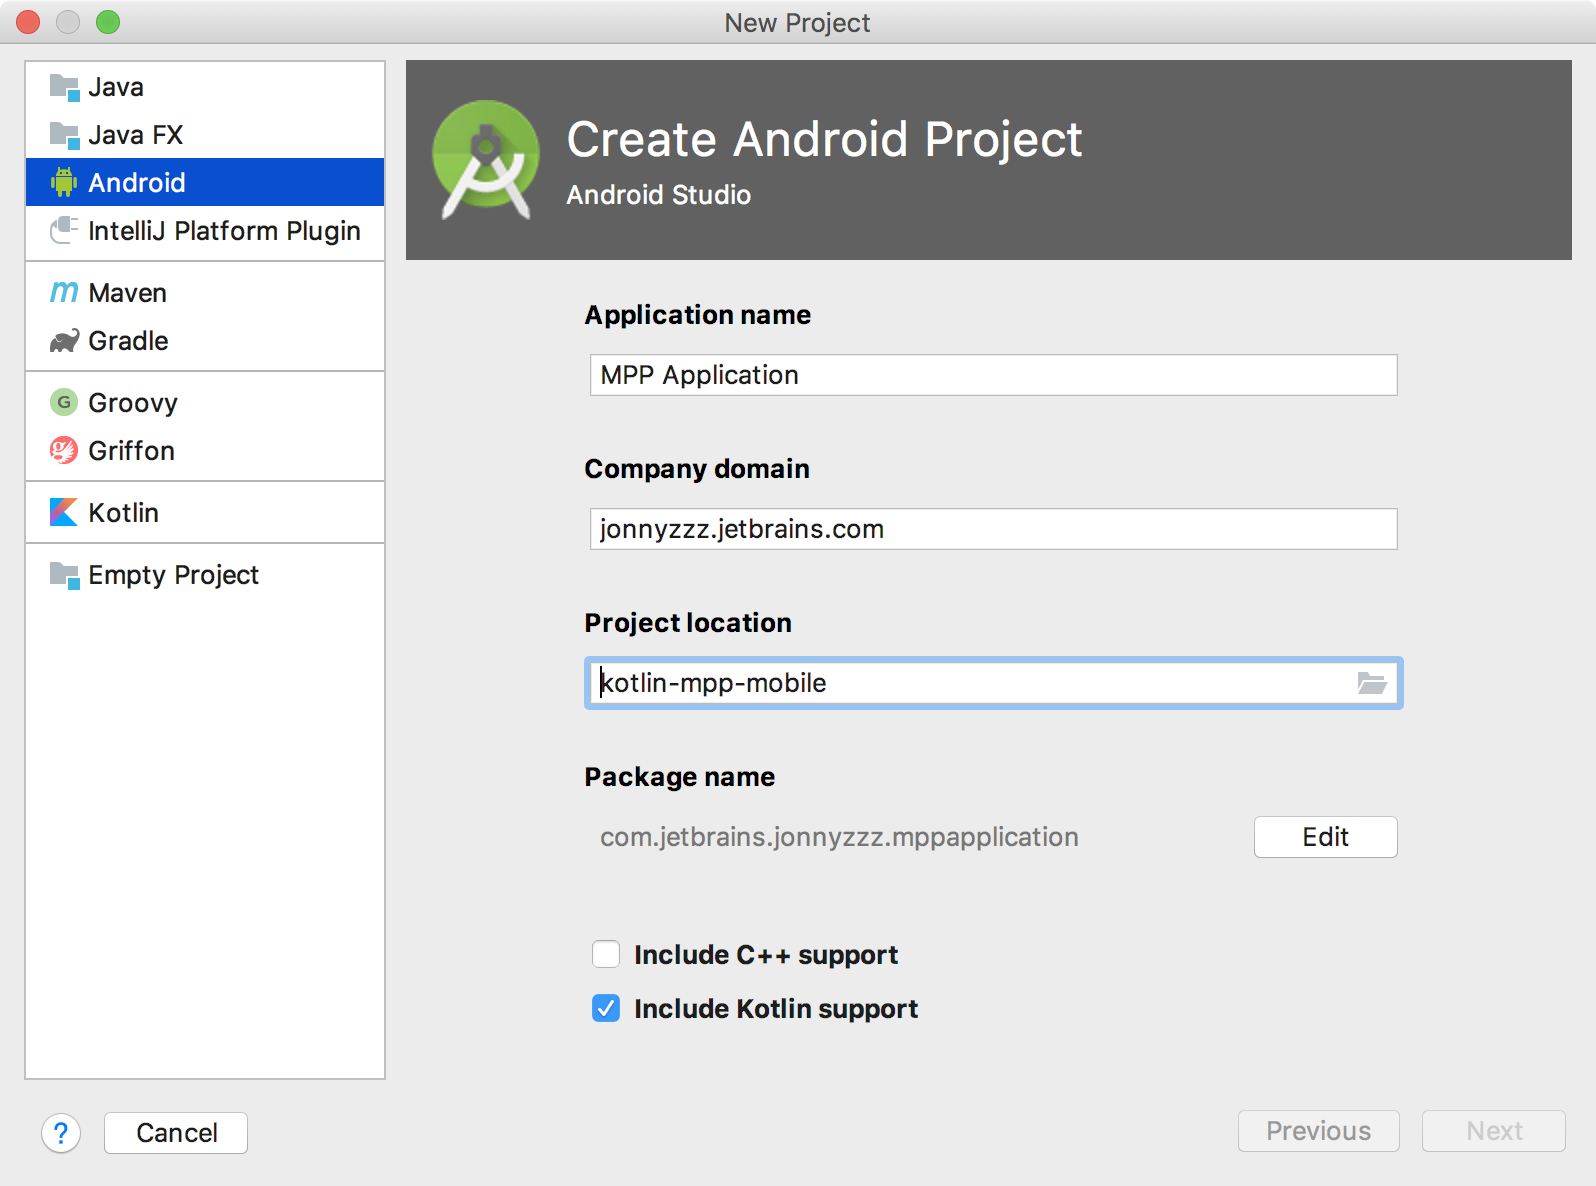 New Project
Java
Java FX
Android
IntelliJ Platform Plugin
Maven
Gradle
G Groovy
Griffon
Kotlin
Empty Project
Create Android Project
Android Studio
Application name
MPP Application
Company domain
jonnyzzz.jetbrains.com
Project location
kotlin-mpp-mobile
Package name
com.jetbrains.jonnyzzz.mppapplication
Edit
Include C++ support
Include Kotlin support
?
Cancel
Previous
Next